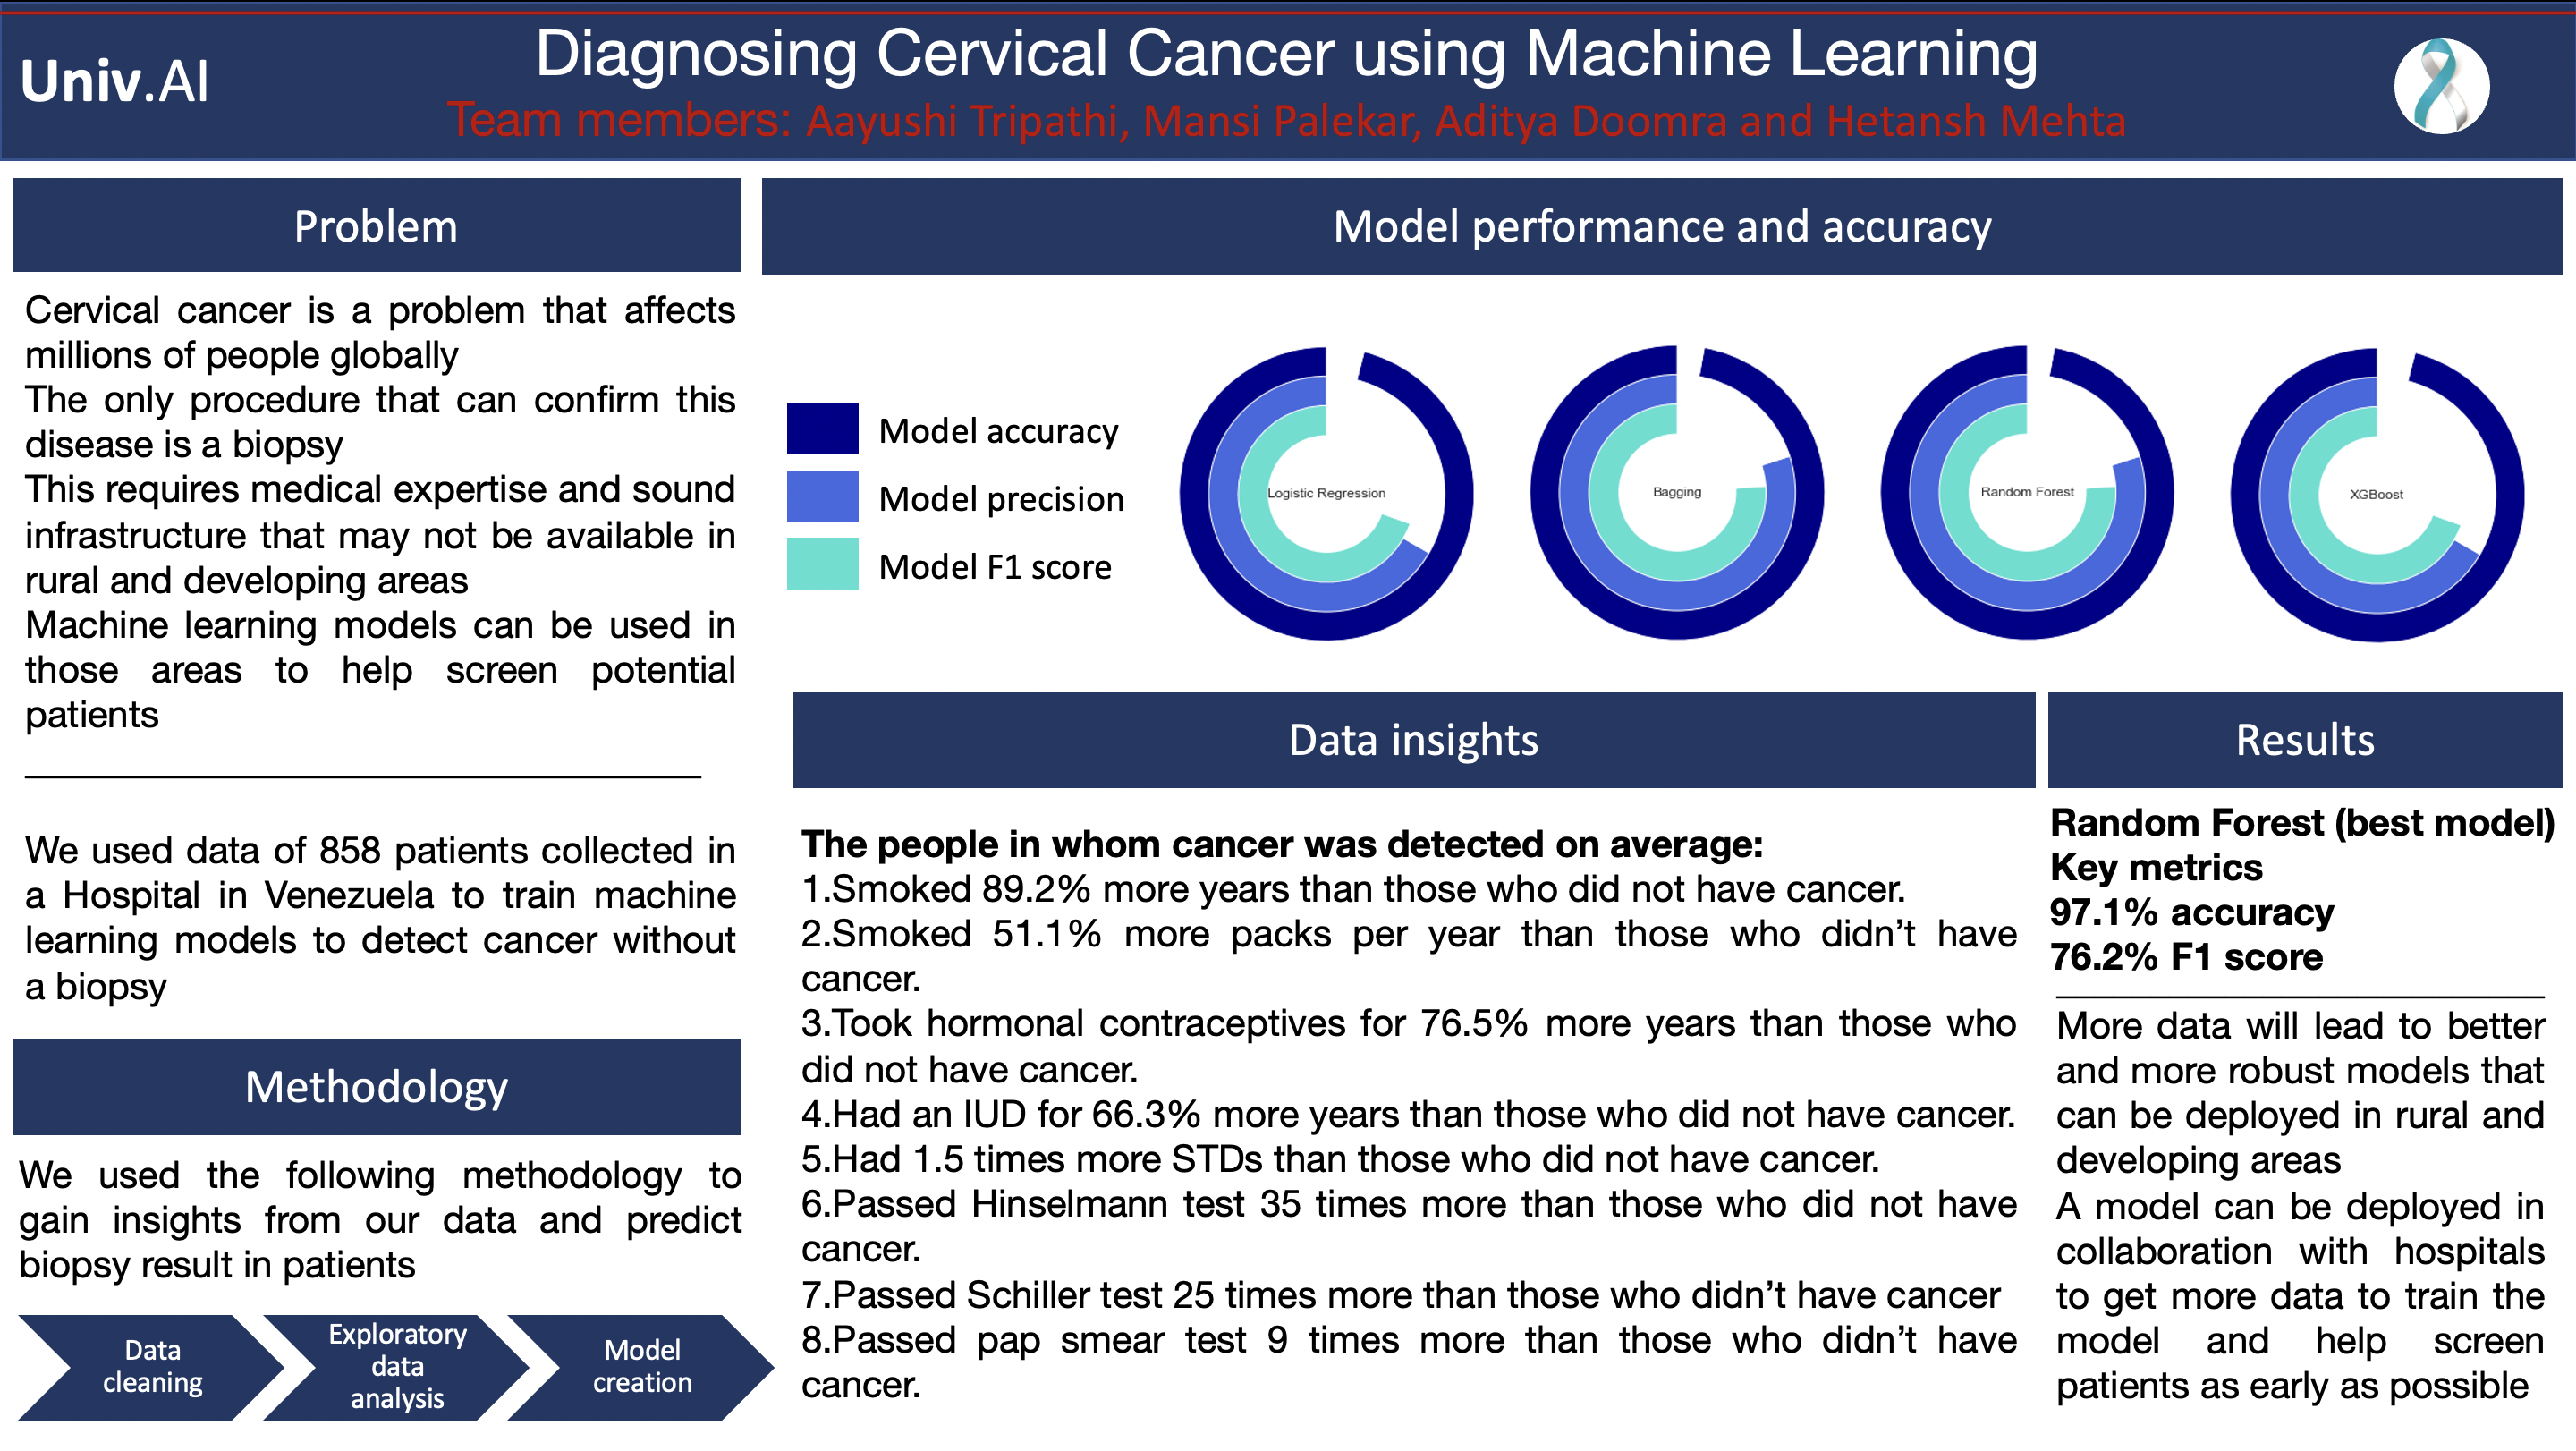 Univ.AI
Diagnosing Cervical Cancer using Machine Learning
Team members: Aayushi Tripathi, Mansi Palekar, Aditya Doomra and Hetansh Mehta
Problem
Cervical cancer is a problem that affects
millions of people globally
The only procedure that can confirm this
disease is a biopsy
This requires medical expertise and sound
infrastructure that may not be available in
rural and developing areas
Machine learning models can be used in
those areas to help screen potential
patients
We used data of 858 patients collected in
a Hospital in Venezuela to train machine
learning models to detect cancer without
a biopsy
Methodology
We used the following methodology to
gain insights from our data and predict
biopsy result in patients
Data
cleaning
Exploratory
data
analysis
Model
creation
Model performance and accuracy
Model accuracy
Model precision
Model F1 score
Logistic Regression
Bagging
Random Forest
XGBoost
Data insights
The people in whom cancer was detected on average:
1.Smoked 89.2% more years than those who did not have cancer.
2.Smoked 51.1% more packs per year than those who didn’t have
cancer.
3.Took hormonal contraceptives for 76.5% more years than those who
did not have cancer.
4.Had an IUD for 66.3% more years than those who did not have cancer.
5.Had 1.5 times more STDs than those who did not have cancer.
6.Passed Hinselmann test 35 times more than those who did not have
cancer.
7.Passed Schiller test 25 times more than those who didn’t have cancer
8.Passed pap smear test 9 times more than those who didn’t have
cancer.
Results
Random Forest (best model)
Key metrics
97.1% accuracy
76.2% F1 score
More data will lead to better
and more robust models that
can be deployed in rural and
developing areas
A model can be deployed in
collaboration with hospitals
to get more data to train the
model and help screen
patients as early as possible